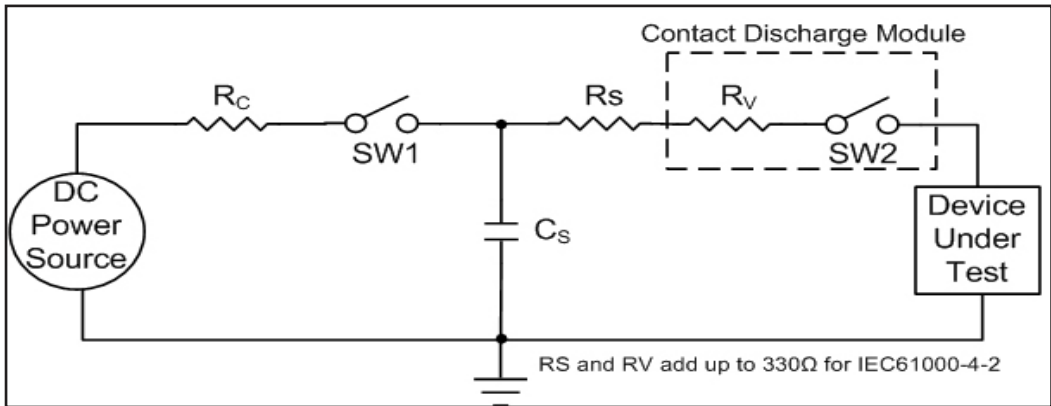 Contact Discharge Module
R_C
SW1
Rs
R_V
SW2
DC
Power
Source
C_S
Device
Under
Test
RS and RV add up to 330Ω for IEC61000-4-2